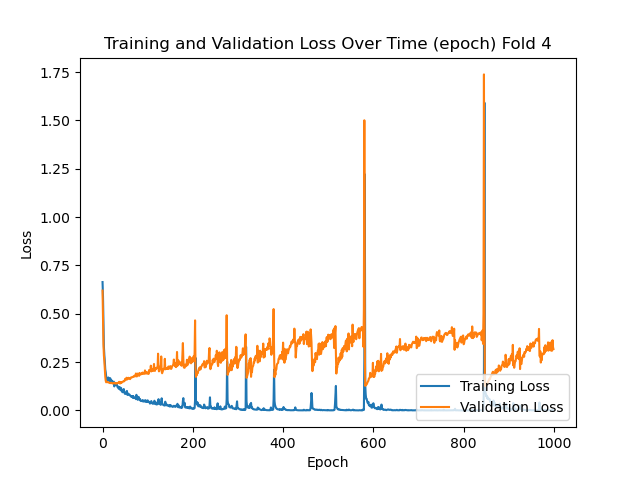 Training and Validation Loss Over Time (epoch) Fold 4
1.75
1.50
1.25
1.00
0.75
0.50
0.25
0.00
Loss
Training Loss
Validation Loss
0 200 400 600 800 1000
Epoch